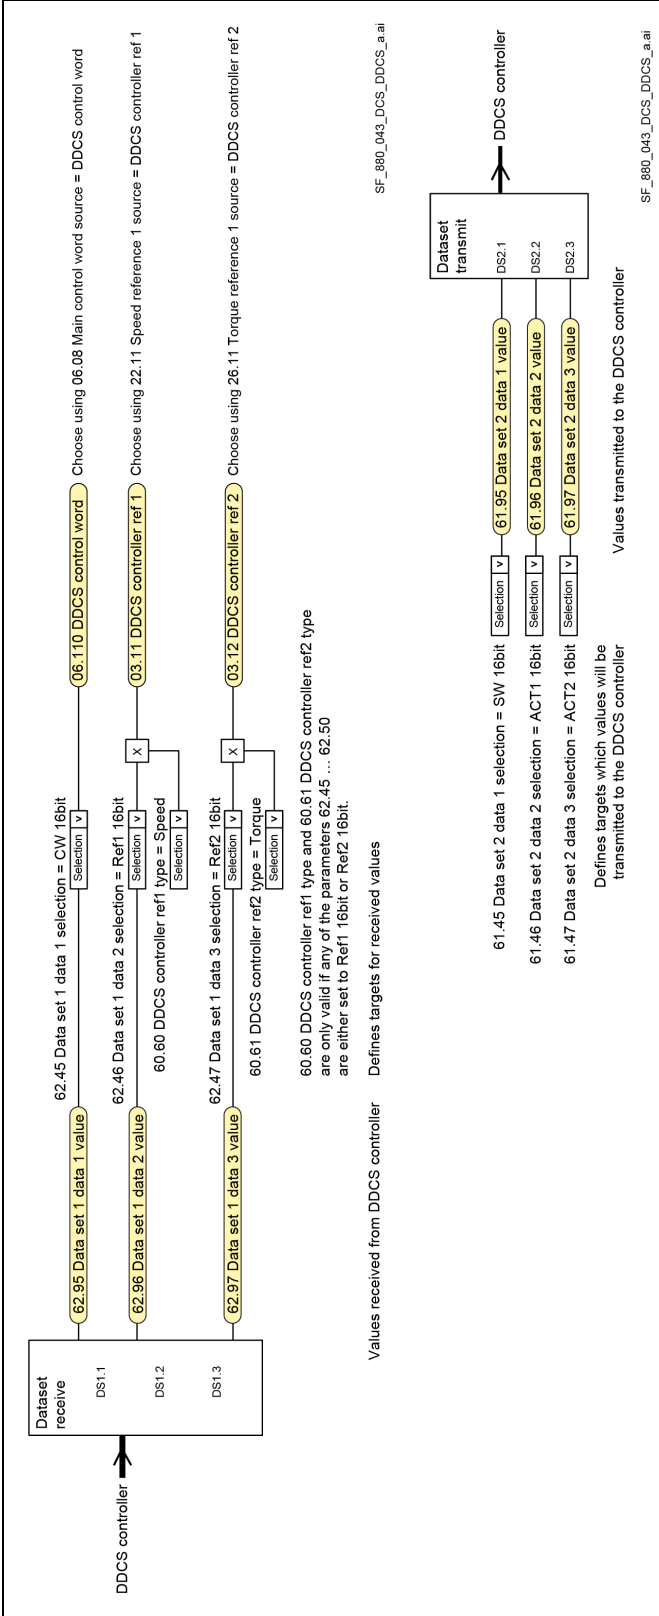 DDCS controller
Dataset
receive
DS1.1
DS1.2
DS1.3
62.95 Data set 1 data 1 value
62.45 Data set 1 data 1 selection = CW 16bit
Selection v
06.110 DDCS control word
Choose using 06.08 Main control word source = DDCS control word
62.96 Data set 1 data 2 value
62.46 Data set 1 data 2 selection = Ref1 16bit
Selection v
X
03.11 DDCS controller ref 1
Choose using 22.11 Speed reference 1 source = DDCS controller ref 1
60.60 DDCS controller ref1 type = Speed
Selection v
62.97 Data set 1 data 3 value
62.47 Data set 1 data 3 selection = Ref2 16bit
Selection v
X
03.12 DDCS controller ref 2
Choose using 26.11 Torque reference 1 source = DDCS controller ref 2
60.61 DDCS controller ref2 type = Torque
Selection v
60.60 DDCS controller ref1 type and 60.61 DDCS controller ref2 type
are only valid if any of the parameters 62.45 … 62.50
are either set to Ref1 16bit or Ref2 16bit.
Values received from DDCS controller
Defines targets for received values
SF_880_043_DCS_DDCS_a.ai
Dataset
transmit
DDCS controller
61.45 Data set 2 data 1 selection = SW 16bit
Selection v
61.95 Data set 2 data 1 value
DS2.1
61.46 Data set 2 data 2 selection = ACT1 16bit
Selection v
61.96 Data set 2 data 2 value
DS2.2
61.47 Data set 2 data 3 selection = ACT2 16bit
Selection v
61.97 Data set 2 data 3 value
DS2.3
Defines targets which values will be
transmitted to the DDCS controller
Values transmitted to the DDCS controller
SF_880_043_DCS_DDCS_a.ai